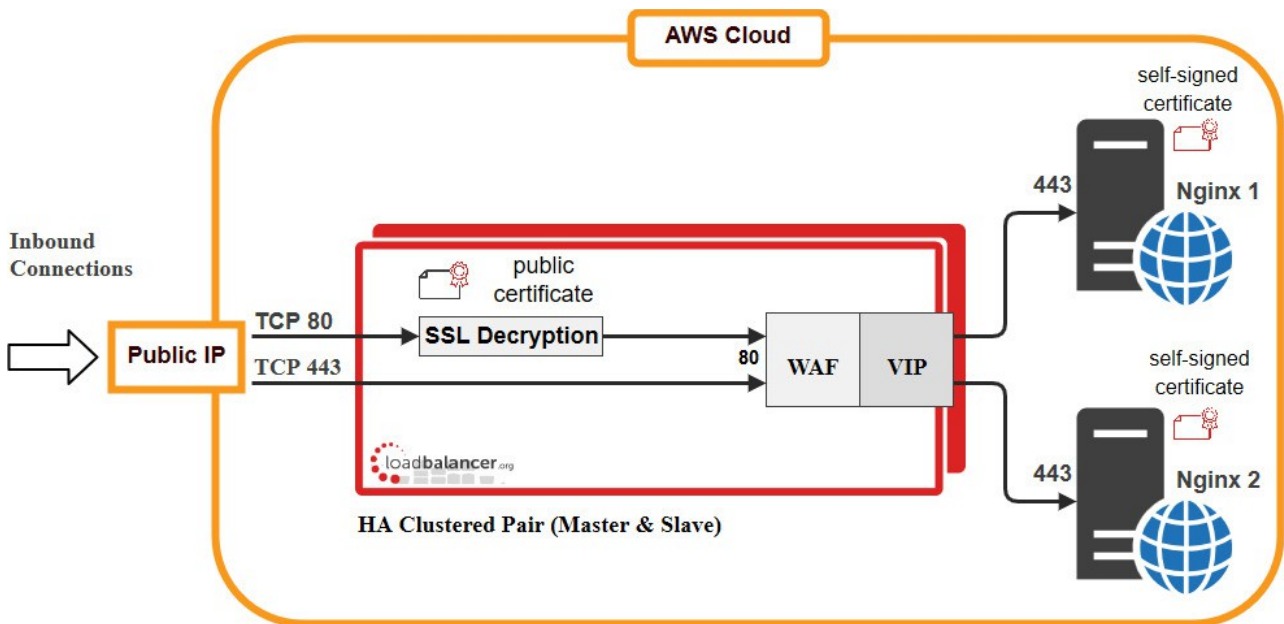 AWS Cloud
self-signed
certificate
443
Nginx 1
Inbound
Connections
public
certificate
TCP 80
SSL Decryption
Public IP
TCP 443
80
WAF
VIP
self-signed
certificate
loadbalancer.org
443
Nginx 2
HA Clustered Pair (Master & Slave)